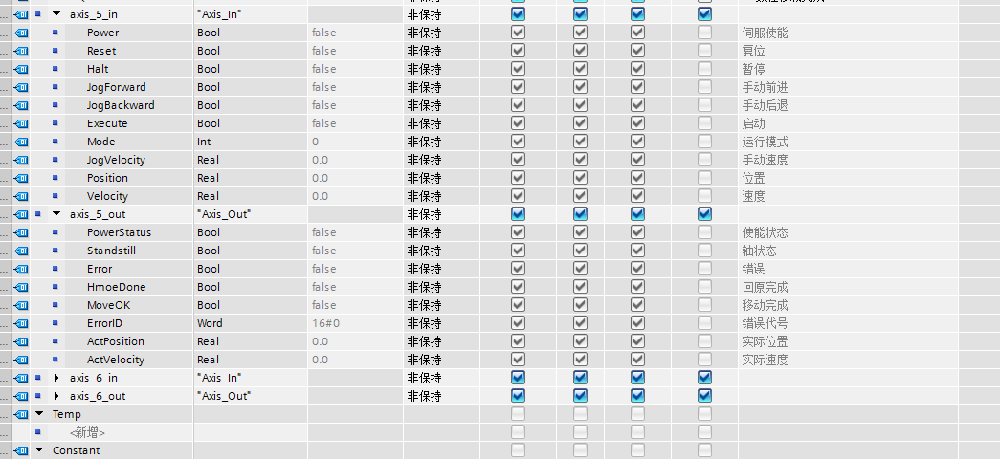 axis_5_in "Axis_In" 非保持
Power Bool false 非保持 伺服使能
Reset Bool false 非保持 复位
Halt Bool false 非保持 暂停
JogForward Bool false 非保持 手动前进
JogBackward Bool false 非保持 手动后退
Execute Bool false 非保持 启动
Mode Int 0 非保持 运行模式
JogVelocity Real 0.0 非保持 手动速度
Position Real 0.0 非保持 位置
Velocity Real 0.0 非保持 速度
axis_5_out "Axis_Out" 非保持
PowerStatus Bool false 非保持 使能状态
Standstill Bool false 非保持 轴状态
Error Bool false 非保持 错误
HmoeDone Bool false 非保持 回原完成
MoveOK Bool false 非保持 移动完成
ErrorID Word 16#0 非保持 错误代号
ActPosition Real 0.0 非保持 实际位置
ActVelocity Real 0.0 非保持 实际速度
axis_6_in "Axis_In" 非保持
axis_6_out "Axis_Out" 非保持
Temp
<新增>
Constant